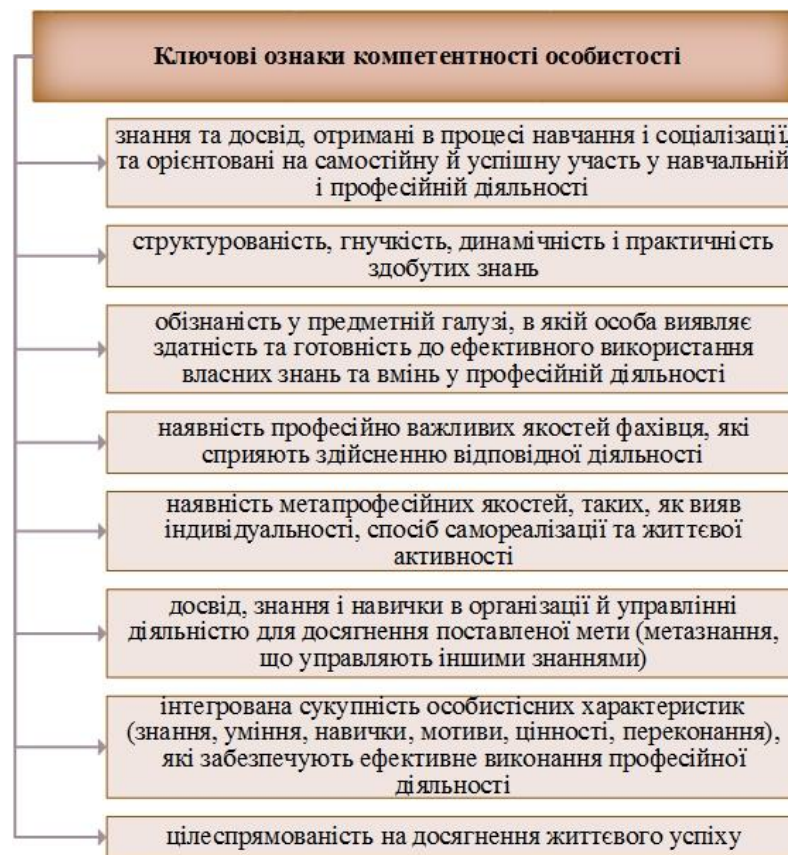 Ключові ознаки компетентності особистості
знання та досвід, отримані в процесі навчання і соціалізації,
та орієнтовані на самостійну й успішну участь у навчальній
і професійній діяльності
структурованість, гнучкість, динамічність і практичність
здобутих знань
обізнаність у предметній галузі, в якій особа виявляє
здатність та готовність до ефективного використання
власних знань та вмінь у професійній діяльності
наявність професійно важливих якостей фахівця, які
сприяють здійсненню відповідної діяльності
наявність метапрофесійних якостей, таких, як вияв
індивідуальності, спосіб самореалізації та життєвої
активності
досвід, знання і навички в організації й управлінні
діяльністю для досягнення поставленої мети (метазнання,
що управляють іншими знаннями)
інтегрована сукупність особистісних характеристик
(знання, уміння, навички, мотиви, цінності, переконання),
які забезпечують ефективне виконання професійної
діяльності
цілеспрямованість на досягнення життєвого успіху